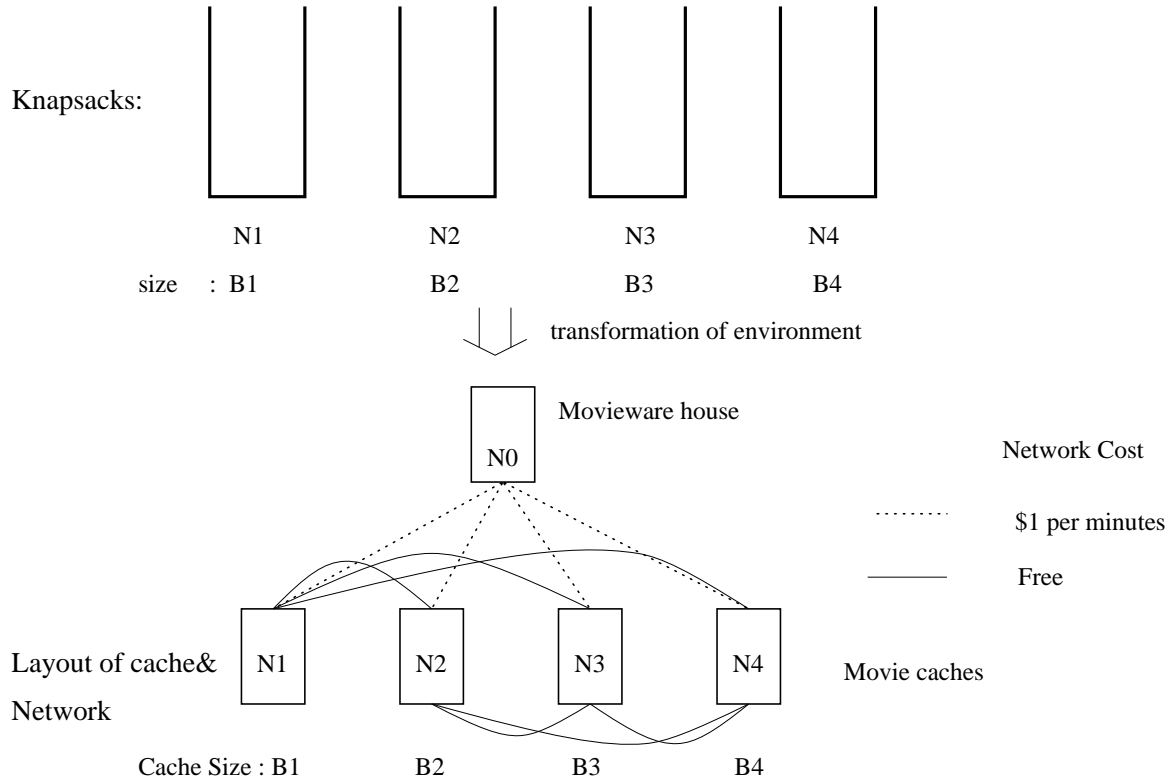 Knapsacks:
N1 N2 N3 N4
size : B1 B2 B3 B4
transformation of environment
Movieware house
N0
Network Cost
$1 per minutes
Free
Layout of cache&
Network
N1 N2 N3 N4
Movie caches
Cache Size : B1 B2 B3 B4